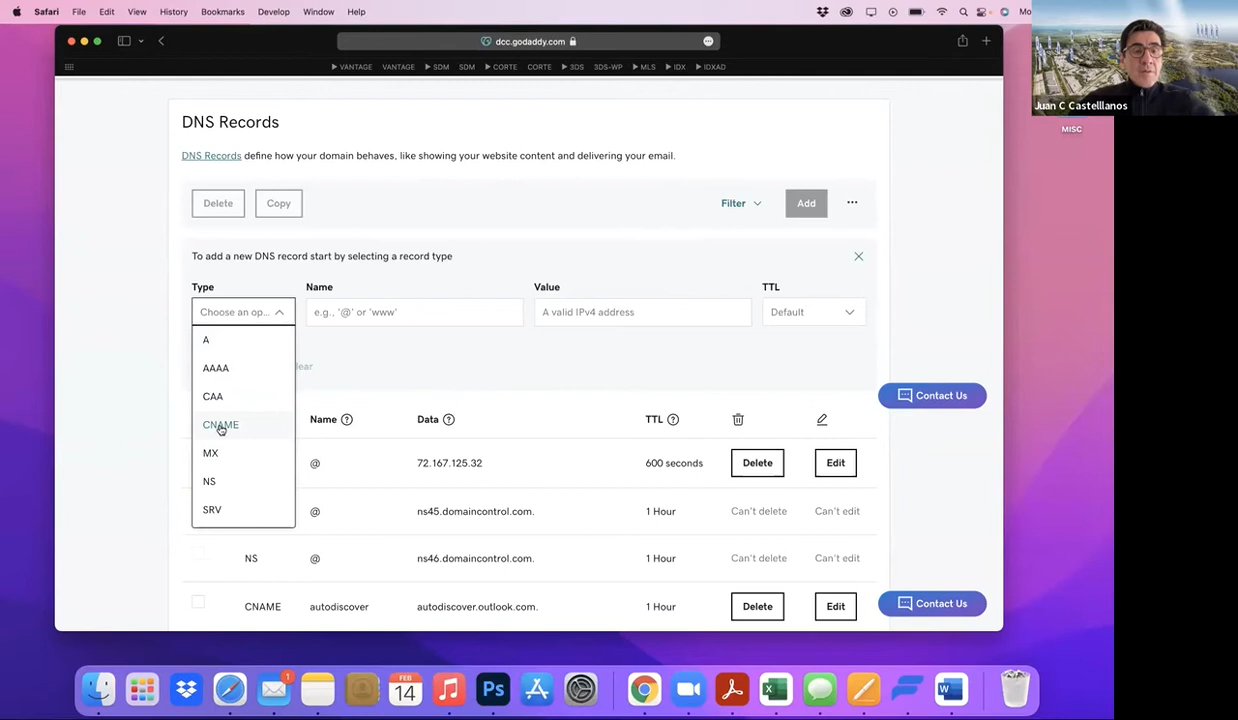 Safari File Edit View History Bookmarks Develop Window Help Mo
dcc.godaddy.com
VANTAGE VANTAGE SDM SDM CORTE CORTE 3DS 3DS-WP MLS IDX IDXAD
Juan C Castelllanos
MISC
DNS Records
DNS Records define how your domain behaves, like showing your website content and delivering your email.
Delete Copy Filter Add ...
To add a new DNS record start by selecting a record type
Type Name Value TTL
Choose an op... e.g., '@' or 'www' A valid IPv4 address Default
A
AAAA
lear
CAA
Contact Us
Name ? Data ? TTL ?
CNAME
MX
@ 72.167.125.32 600 seconds Delete Edit
NS
SRV
@ ns45.domaincontrol.com. 1 Hour Can't delete Can't edit
NS @ ns46.domaincontrol.com. 1 Hour Can't delete Can't edit
CNAME autodiscover autodiscover.outlook.com. 1 Hour Delete Edit
Contact Us
1
FEB
14
Ps
W